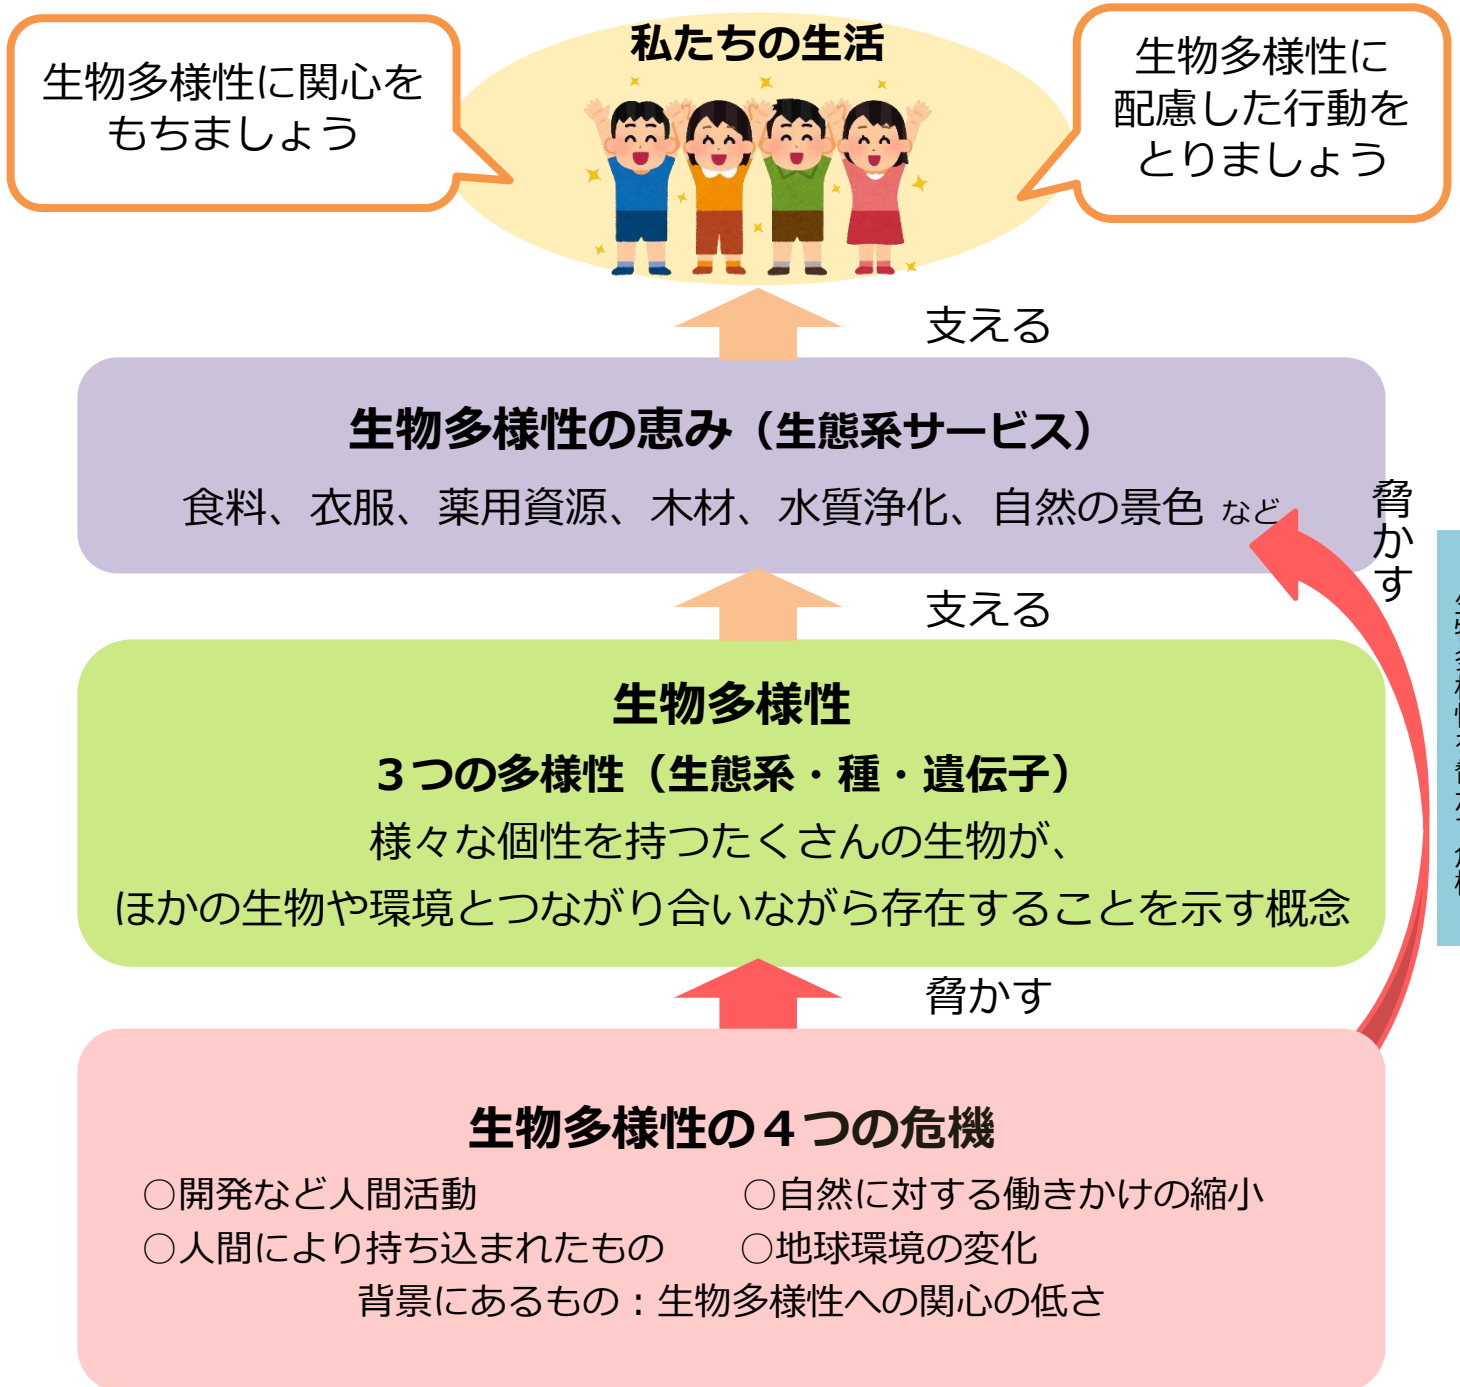 私たちの生活
生物多様性に関心を
もちましょう
生物多様性に
配慮した行動を
とりましょう
支える
生物多様性の恵み（生態系サービス）
食料、衣服、薬用資源、木材、水質浄化、自然の景色 など
脅かす
支える
生物多様性
３つの多様性（生態系・種・遺伝子）
様々な個性を持つたくさんの生物が、
ほかの生物や環境とつながり合いながら存在することを示す概念
脅かす
生物多様性の４つの危機
○開発など人間活動
○自然に対する働きかけの縮小
○人間により持ち込まれたもの
○地球環境の変化
背景にあるもの：生物多様性への関心の低さ